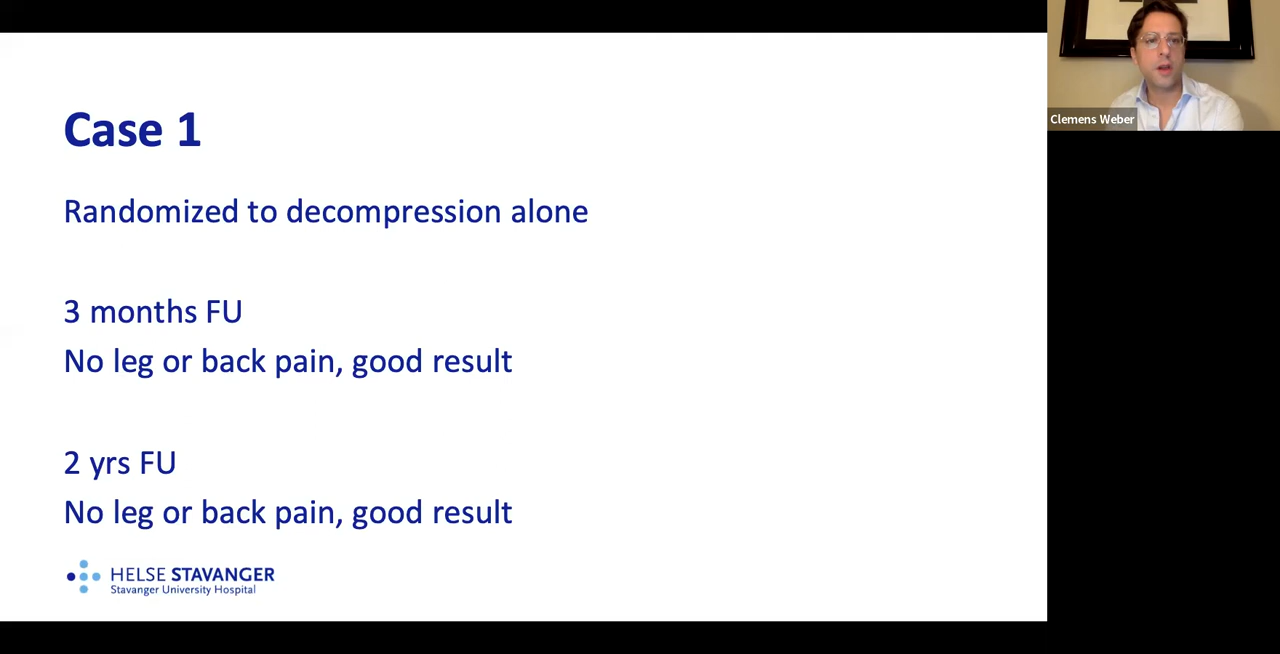 Case 1
Randomized to decompression alone
3 months FU
No leg or back pain, good result
2 yrs FU
No leg or back pain, good result
HELSE STAVANGER
Stavanger University Hospital
Clemens Weber